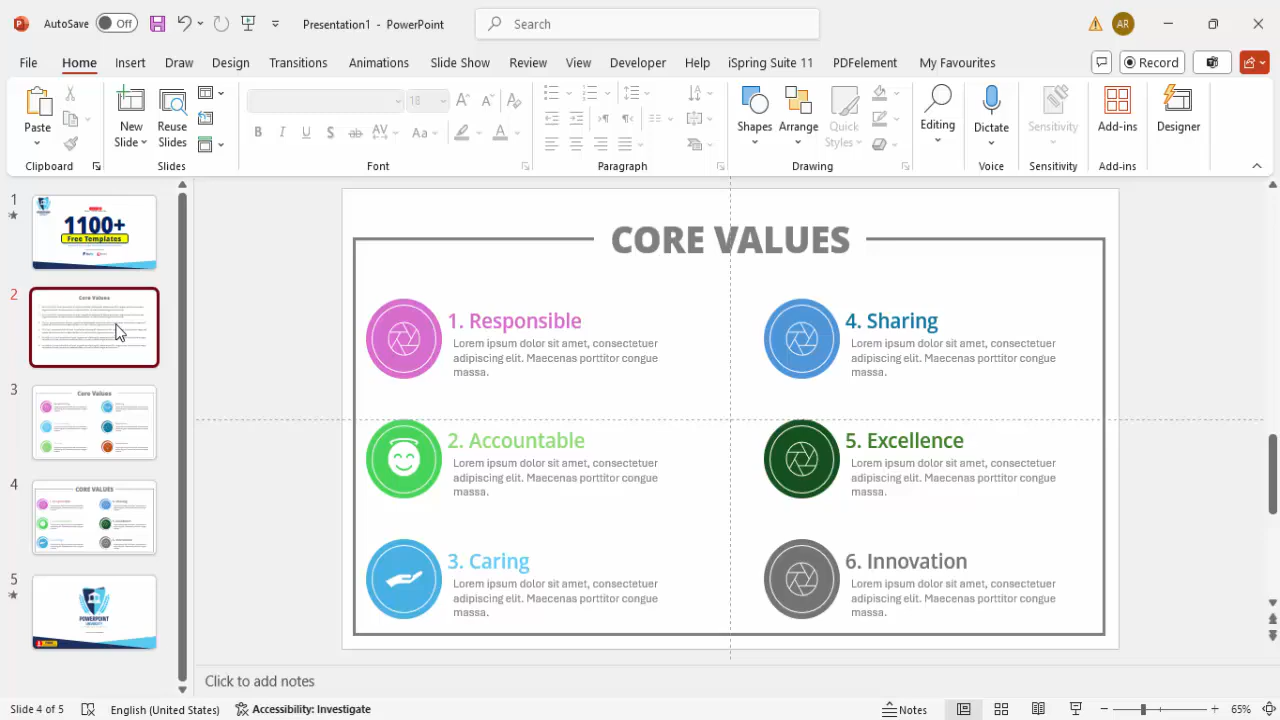 AutoSave Off Presentation1 - PowerPoint Search AR
File Home Insert Draw Design Transitions Animations Slide Show Review View Developer Help iSpring Suite 11 PDFelement My Favourites Record
18
Paste New Slide Reuse Slides Shapes Arrange Quick Styles Editing Dictate Sensitivity Add-ins Designer
Clipboard Slides Font Paragraph Drawing Voice Sensitivity Add-ins
1
1100+
Free Templates
2
Core Values
3
Core Values
4
CORE VALUES
5
POWERPOINT
UNIVERSITY
CORE VALUES
1. Responsible
Lorem ipsum dolor sit amet, consectetuer
adipiscing elit. Maecenas porttitor congue
massa.
2. Accountable
Lorem ipsum dolor sit amet, consectetuer
adipiscing elit. Maecenas porttitor congue
massa.
3. Caring
Lorem ipsum dolor sit amet, consectetuer
adipiscing elit. Maecenas porttitor congue
massa.
4. Sharing
Lorem ipsum dolor sit amet, consectetuer
adipiscing elit. Maecenas porttitor congue
massa.
5. Excellence
Lorem ipsum dolor sit amet, consectetuer
adipiscing elit. Maecenas porttitor congue
massa.
6. Innovation
Lorem ipsum dolor sit amet, consectetuer
adipiscing elit. Maecenas porttitor congue
massa.
Click to add notes
Slide 4 of 5 English (United States) Accessibility: Investigate Notes 65%